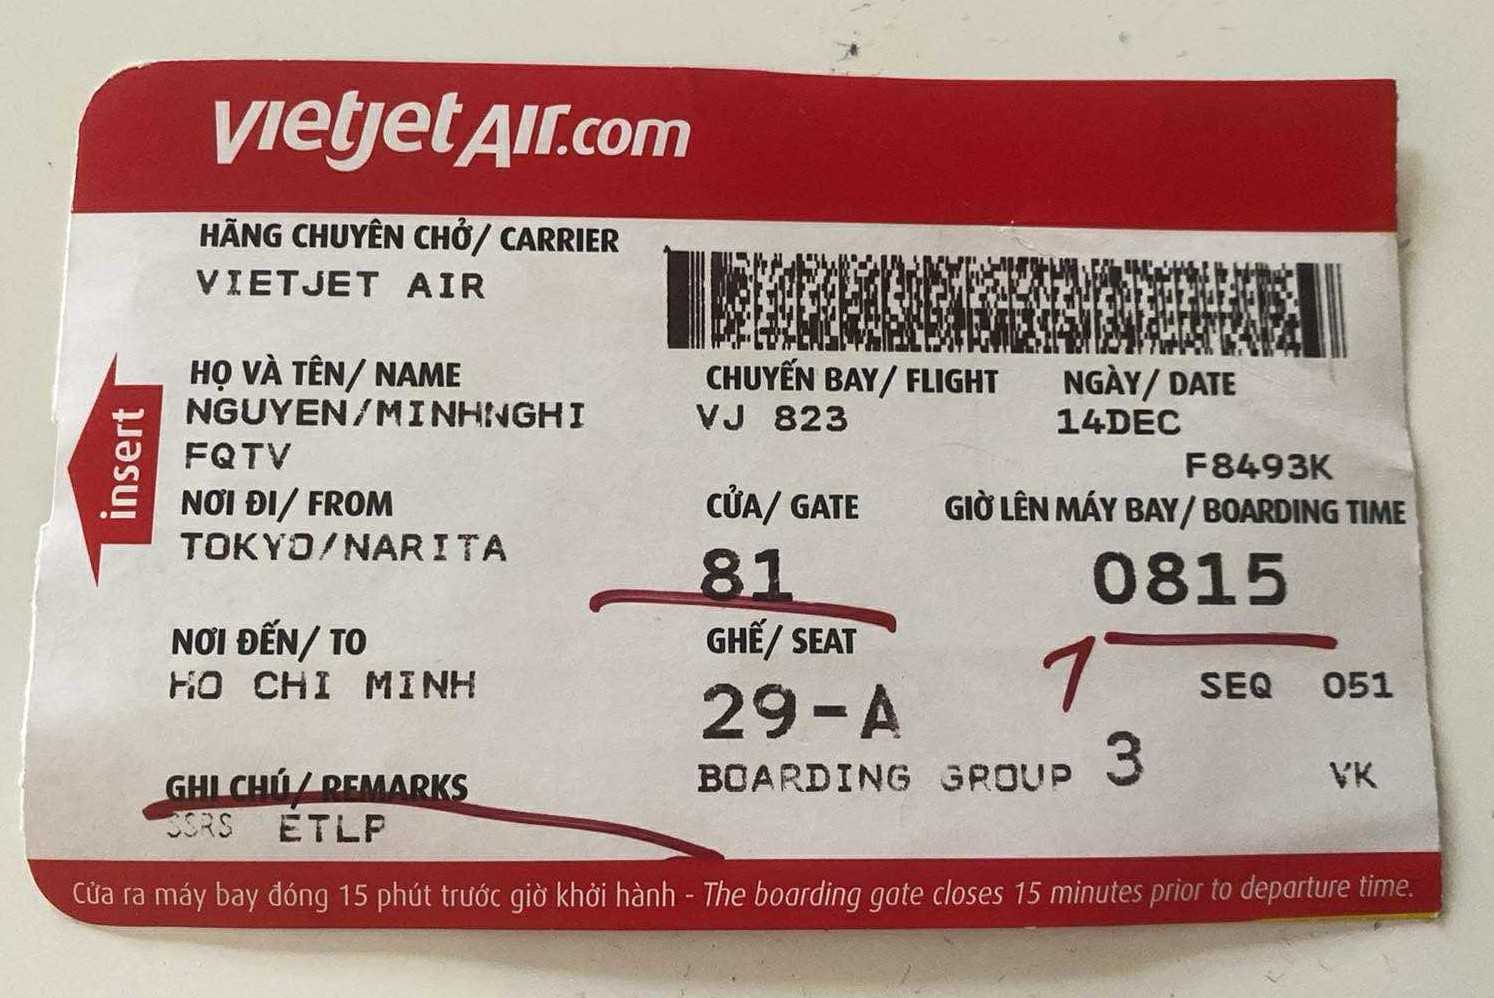 vietjetAir.com
HÃNG CHUYÊN CHỞ/ CARRIER
VIETJET AIR
HỌ VÀ TÊN/ NAME
NGUYEN/MINHNGHI
FQTV
CHUYẾN BAY/ FLIGHT
VJ 823
NGÀY/ DATE
14DEC
F8493K
insert
NƠI ĐI/ FROM
TOKYO/NARITA
CỬA/ GATE
81
GIỜ LÊN MÁY BAY/ BOARDING TIME
0815
NƠI ĐẾN/ TO
HO CHI MINH
GHẾ/ SEAT
29-A
1
SEQ 051
BOARDING GROUP 3
VK
GHI CHÚ/ REMARKS
SSRS ETLP
Cửa ra máy bay đóng 15 phút trước giờ khởi hành - The boarding gate closes 15 minutes prior to departure time.